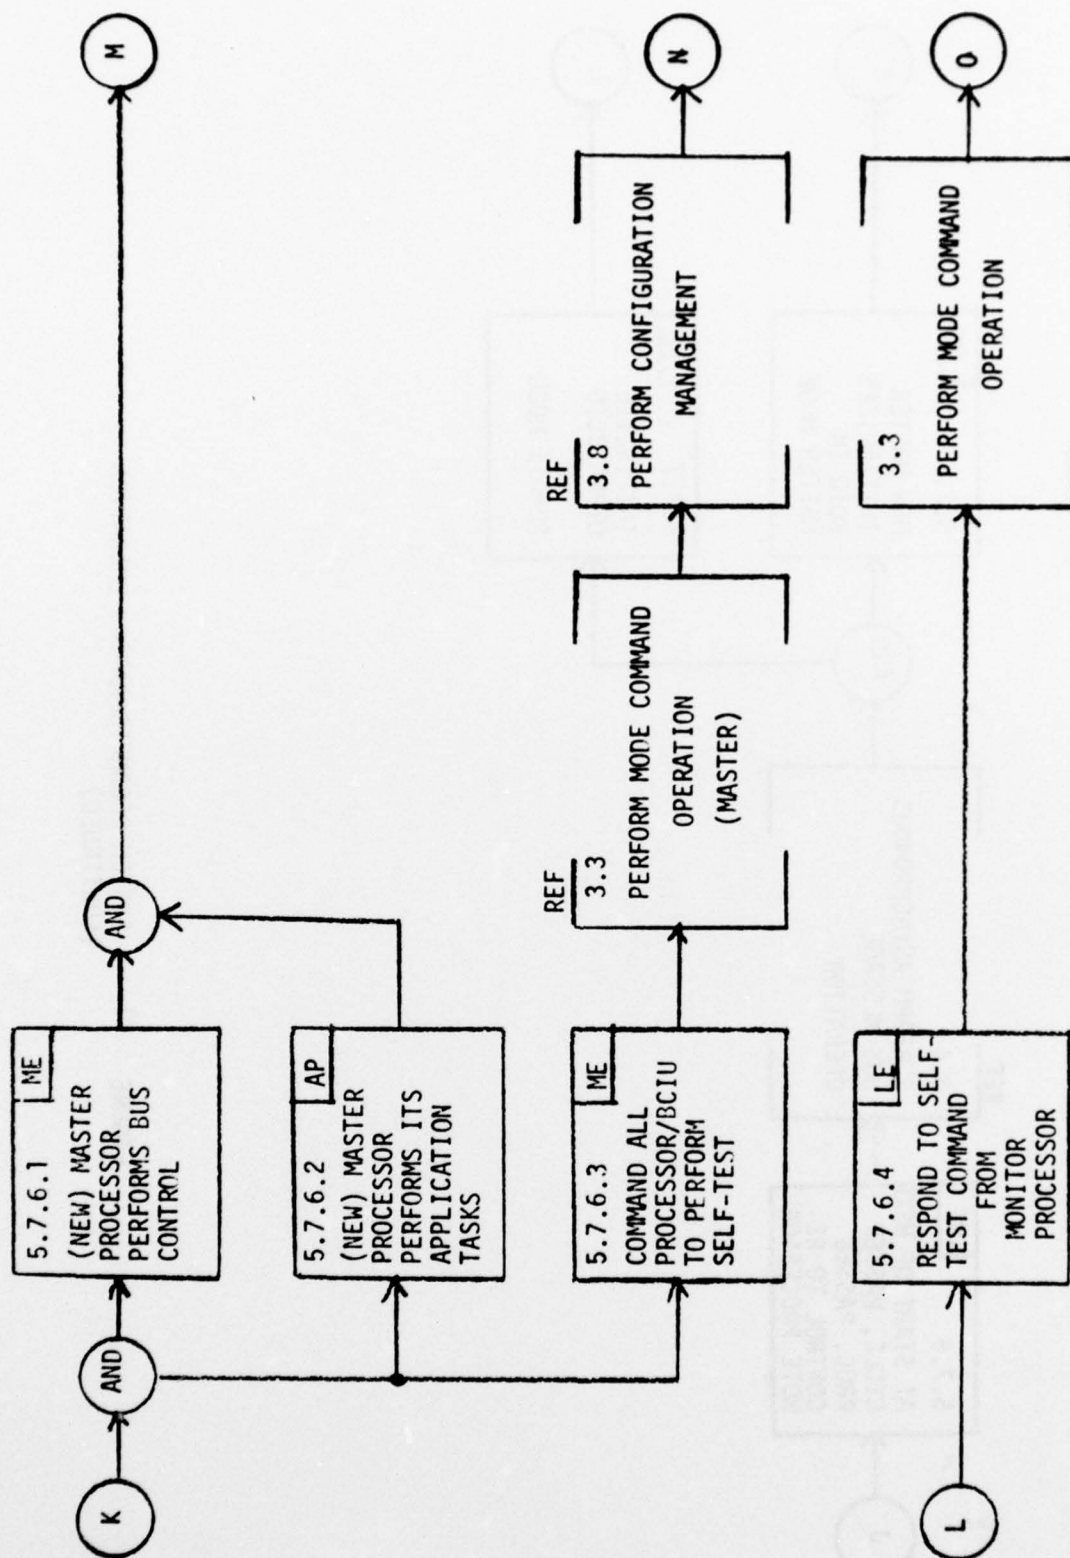 K
AND
5.7.6.1
ME
(NEW) MASTER
PROCESSOR
PERFORMS BUS
CONTROL
AND
M
5.7.6.2
AP
(NEW) MASTER
PROCESSOR
PERFORMS ITS
APPLICATION
TASKS
5.7.6.3
ME
COMMAND ALL
PROCESSOR/BCIU
TO PERFORM
SELF-TEST
REF
3.3
PERFORM MODE COMMAND
OPERATION
(MASTER)
REF
3.8
PERFORM CONFIGURATION
MANAGEMENT
N
L
5.7.6.4
LE
RESPOND TO SELF-
TEST COMMAND
FROM
MONITOR
PROCESSOR
3.3
PERFORM MODE COMMAND
OPERATION
O